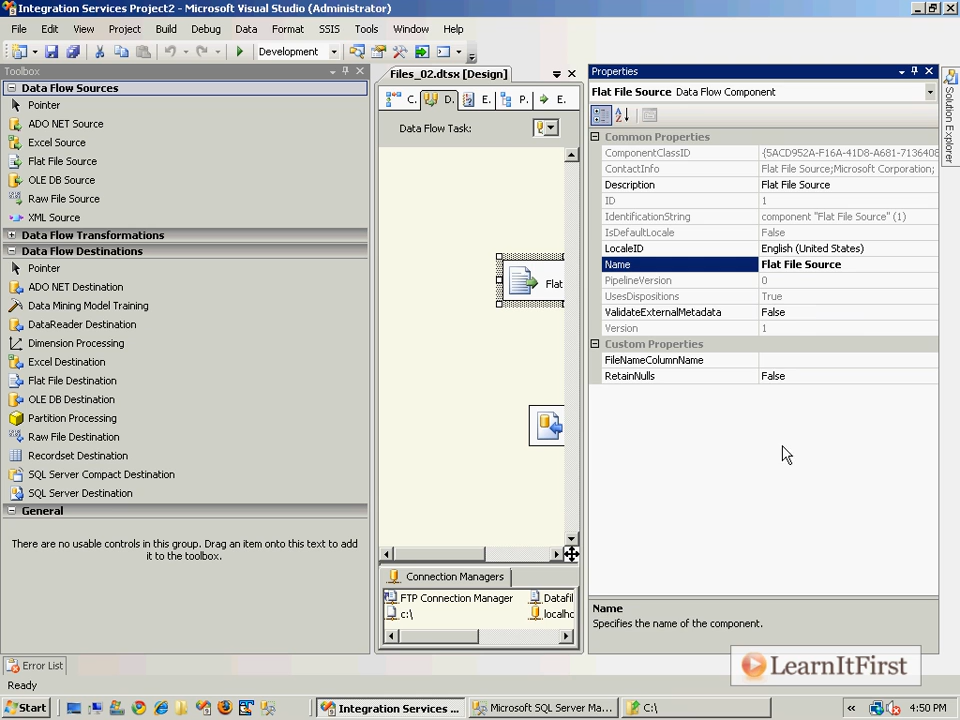 Integration Services Project2 - Microsoft Visual Studio (Administrator)
File Edit View Project Build Debug Data Format SSIS Tools Window Help
Development
Toolbox
Data Flow Sources
Pointer
ADO NET Source
Excel Source
Flat File Source
OLE DB Source
Raw File Source
XML Source
Data Flow Transformations
Data Flow Destinations
Pointer
ADO NET Destination
Data Mining Model Training
DataReader Destination
Dimension Processing
Excel Destination
Flat File Destination
OLE DB Destination
Partition Processing
Raw File Destination
Recordset Destination
SQL Server Compact Destination
SQL Server Destination
General
There are no usable controls in this group. Drag an item onto this text to add
it to the toolbox.
Files_02.dtsx [Design]
C. D. E. P. E.
Data Flow Task:
Flat
Connection Managers
FTP Connection Manager Datafil
c:\ localho
Properties
Flat File Source Data Flow Component
Common Properties
ComponentClassID {5ACD952A-F16A-41D8-A681-7136408
ContactInfo Flat File Source;Microsoft Corporation;
Description Flat File Source
ID 1
IdentificationString component "Flat File Source" (1)
IsDefaultLocale False
LocaleID English (United States)
Name Flat File Source
PipelineVersion 0
UsesDispositions True
ValidateExternalMetadata False
Version 1
Custom Properties
FileNameColumnName
RetainNulls False
Name
Specifies the name of the component.
Solution Explorer
LearnItFirst
Error List
Ready
Start Integration Services ... Microsoft SQL Server Ma... C:\ « 4:50 PM